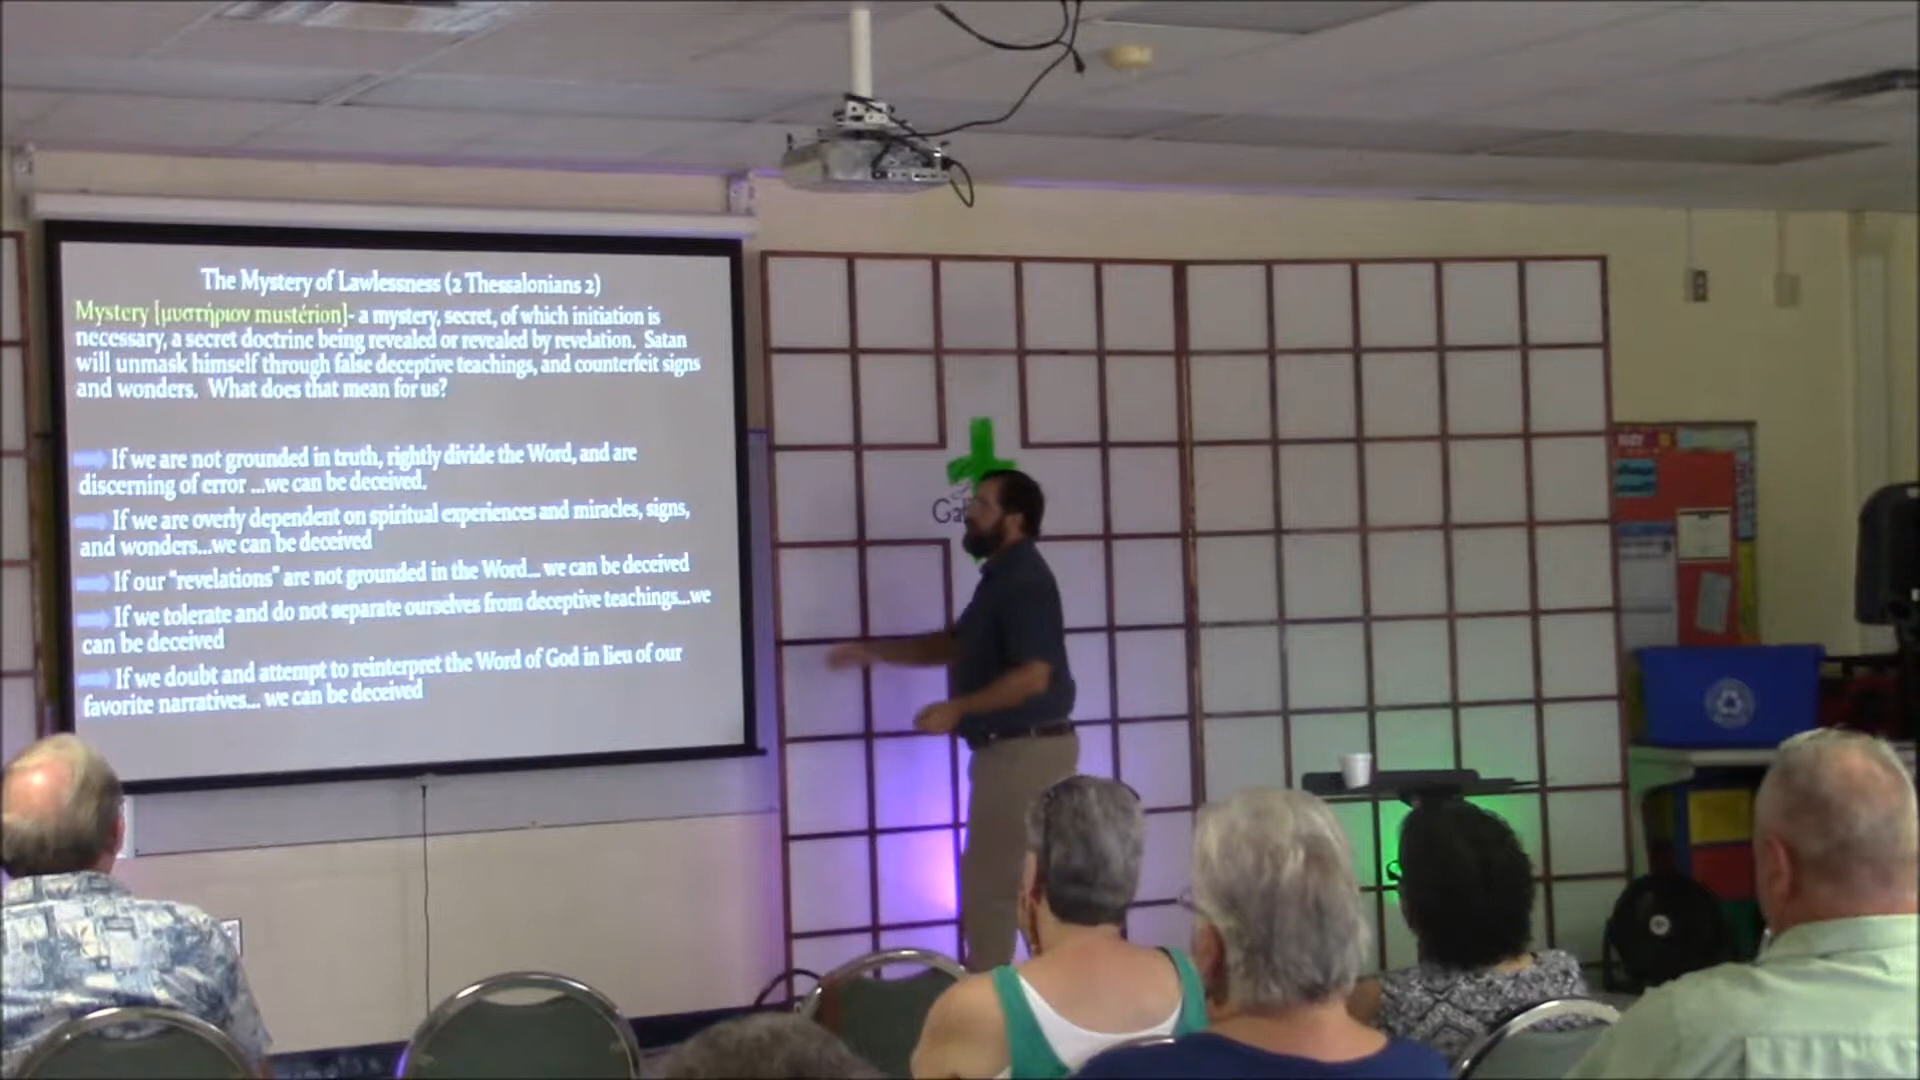 The Mystery of Lawlessness (2 Thessalonians 2)
Mystery [μυστήριον mustérion]- a mystery, secret, of which initiation is
necessary, a secret doctrine being revealed or revealed by revelation. Satan
will unmask himself through false deceptive teachings, and counterfeit signs
and wonders. What does that mean for us?
If we are not grounded in truth, rightly divide the Word, and are
discerning of error ...we can be deceived.
If we are overly dependent on spiritual experiences and miracles, signs,
and wonders...we can be deceived
If our "revelations" are not grounded in the Word... we can be deceived
If we tolerate and do not separate ourselves from deceptive teachings...we
can be deceived
If we doubt and attempt to reinterpret the Word of God in lieu of our
favorite narratives... we can be deceived